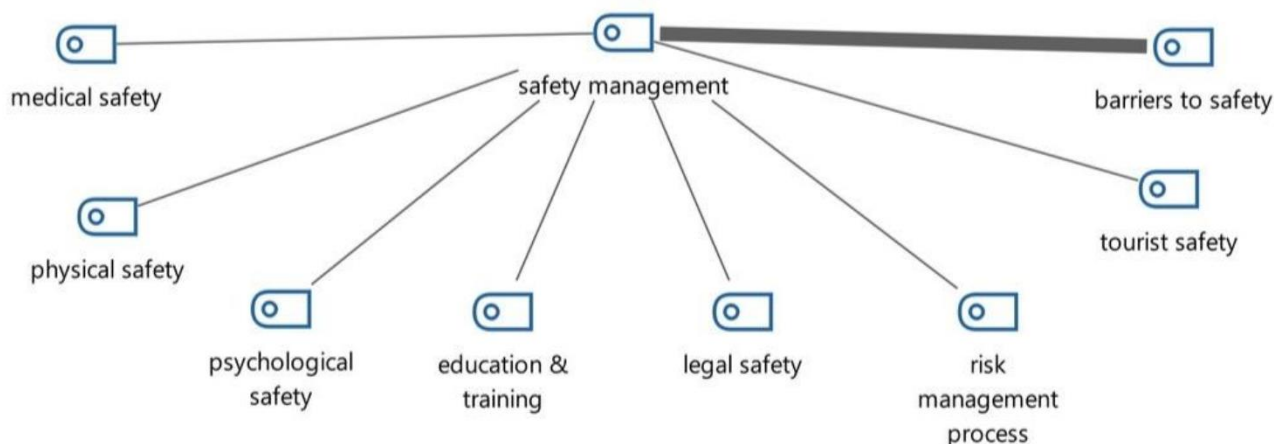 safety management
medical safety
barriers to safety
physical safety
tourist safety
psychological
safety
education &
training
legal safety
risk
management
process